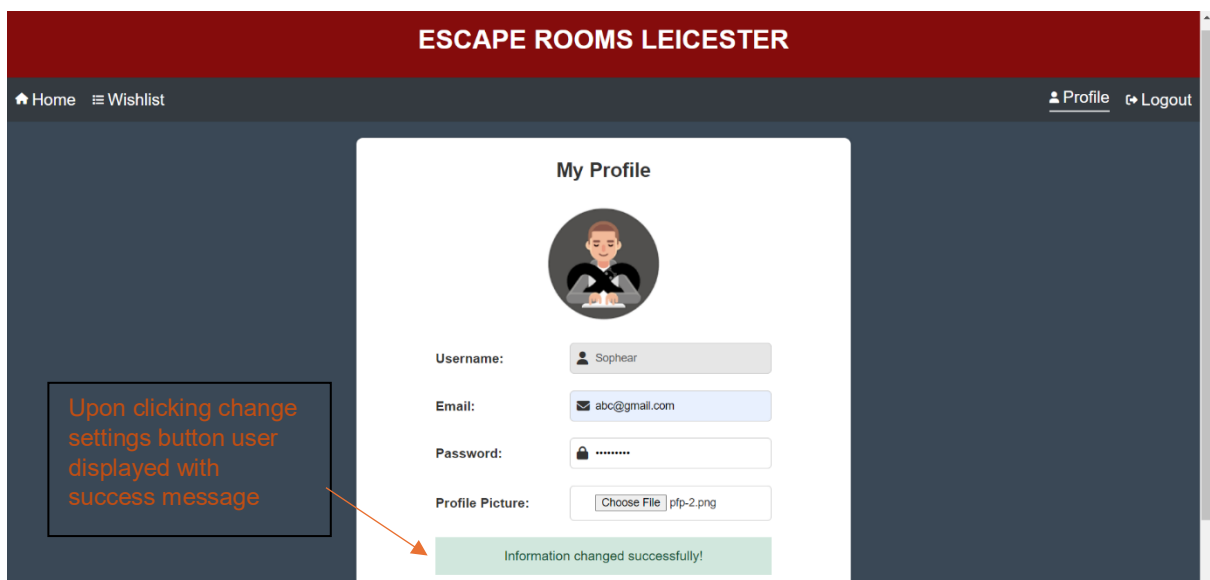 ESCAPE ROOMS LEICESTER
Home Wishlist Profile Logout
My Profile
Username: Sophear
Email: abc@gmail.com
Password: •••••••••
Profile Picture: Choose File pfp-2.png
Information changed successfully!
Upon clicking change
settings button user
displayed with
success message